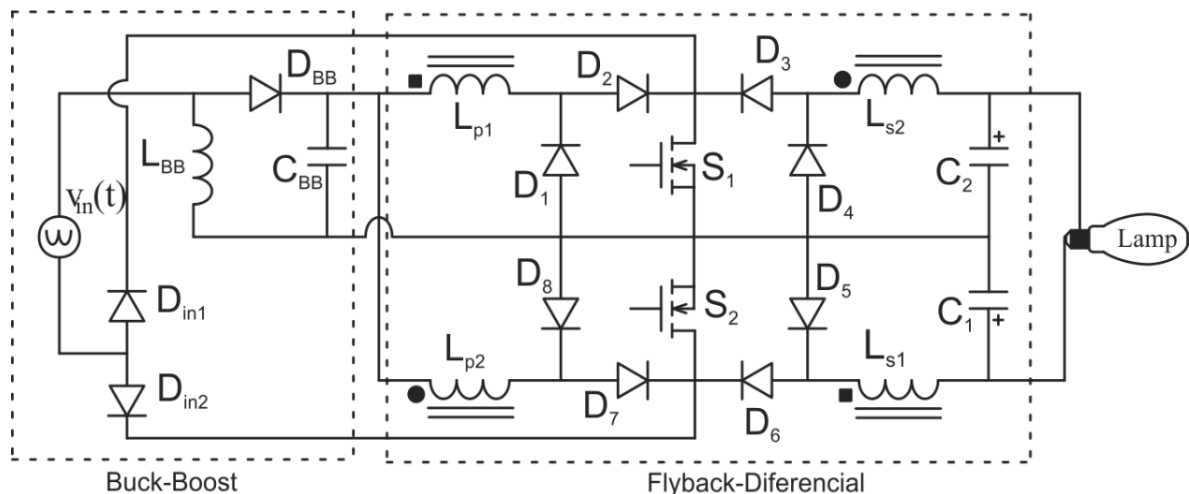 D_BB
D_2
D_3
L_p1
L_s2
L_BB
C_BB
v_in(t)
D_1
S_1
D_4
C_2
Lamp
D_in1
D_8
S_2
D_5
C_1
D_in2
L_p2
L_s1
D_7
D_6
Buck-Boost
Flyback-Diferencial